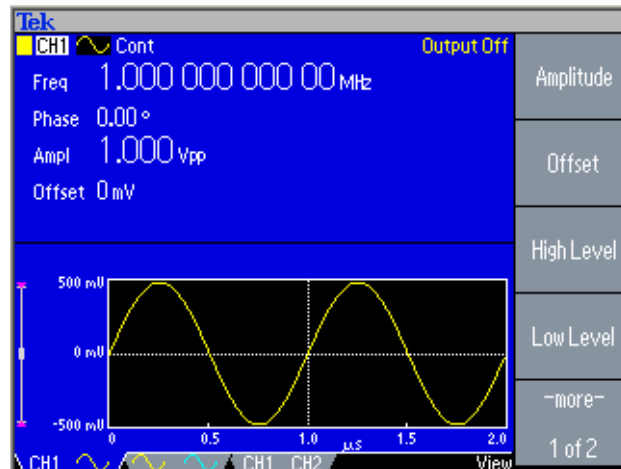 Tek
CH1 Cont Output Off
Freq 1.000 000 000 00 MHz
Phase 0.00 °
Ampl 1.000 Vpp
Offset 0 mV
500 mV
0 mV
-500 mV
0 0.5 1.0 µs 1.5 2.0
CH1 CH1 CH2 View
Amplitude
Offset
High Level
Low Level
-more-
1 of 2